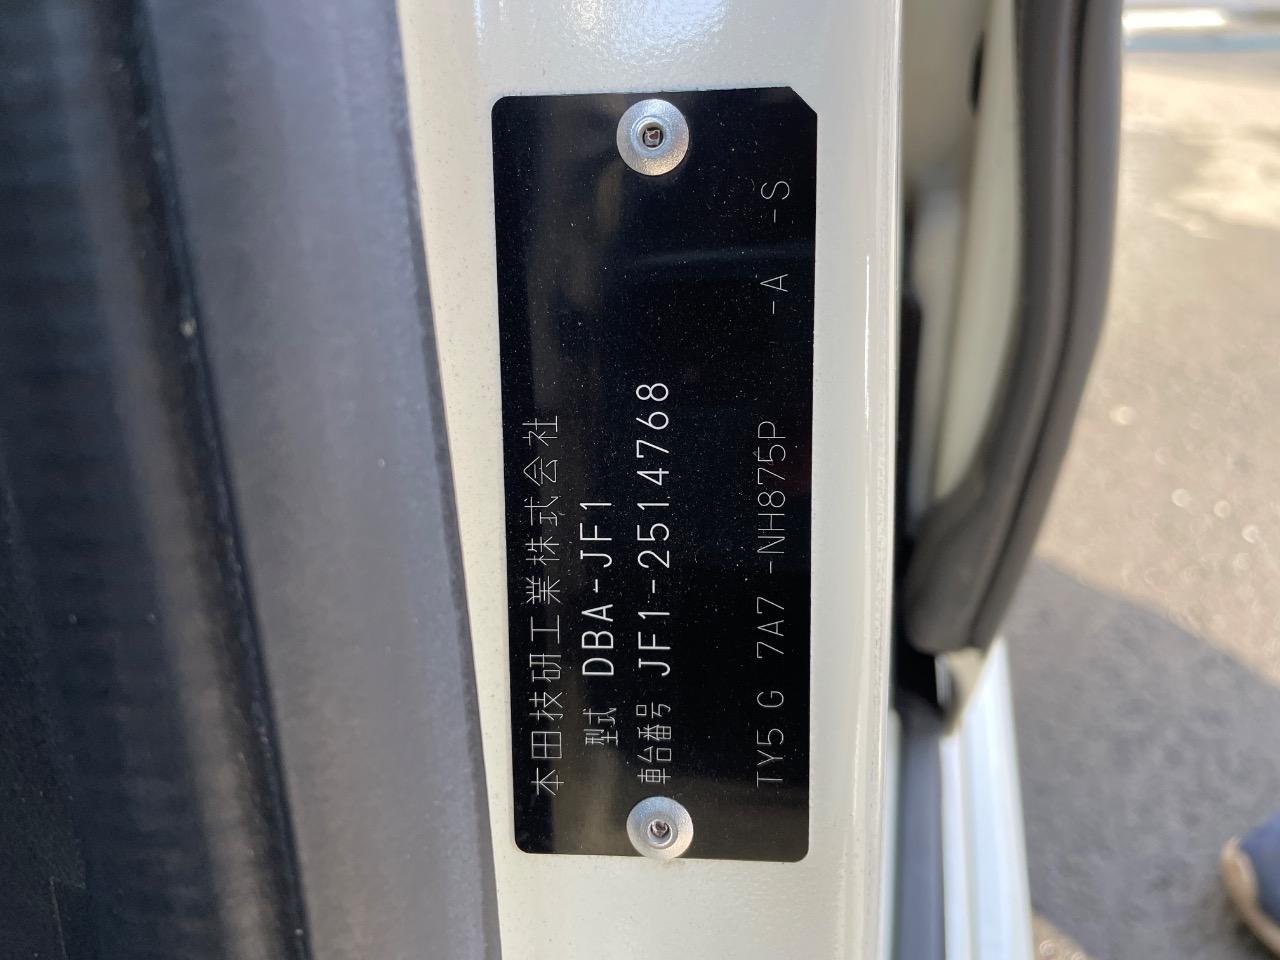 本田技研工業株式会社
型式 DBA-JF1
車台番号 JF1-2514768
TY5 G 7A7 -NH875P -A -S